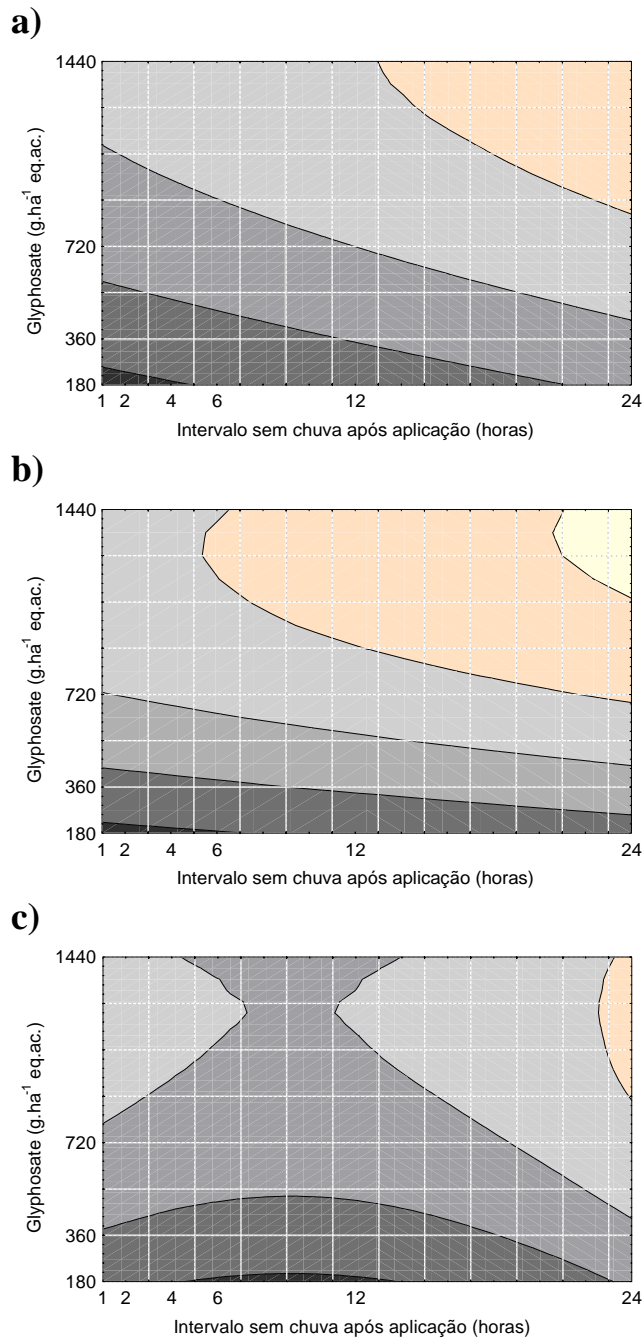 a)
1440
720
360
180
Glyphosate (g.ha⁻¹ eq.ac.)
1 2 4 6 12 24
Intervalo sem chuva após aplicação (horas)
b)
1440
720
360
180
Glyphosate (g.ha⁻¹ eq.ac.)
1 2 4 6 12 24
Intervalo sem chuva após aplicação (horas)
c)
1440
720
360
180
Glyphosate (g.ha⁻¹ eq.ac.)
1 2 4 6 12 24
Intervalo sem chuva após aplicação (horas)